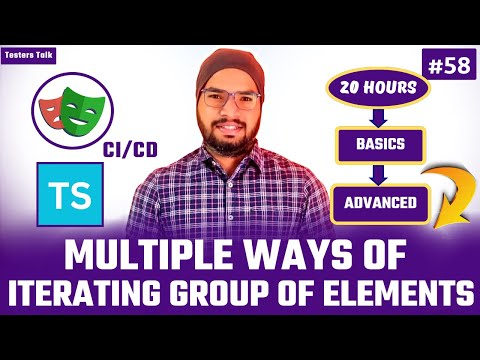 Testers Talk
#58
CI/CD
TS
20 HOURS
BASICS
ADVANCED
MULTIPLE WAYS OF
ITERATING GROUP OF ELEMENTS